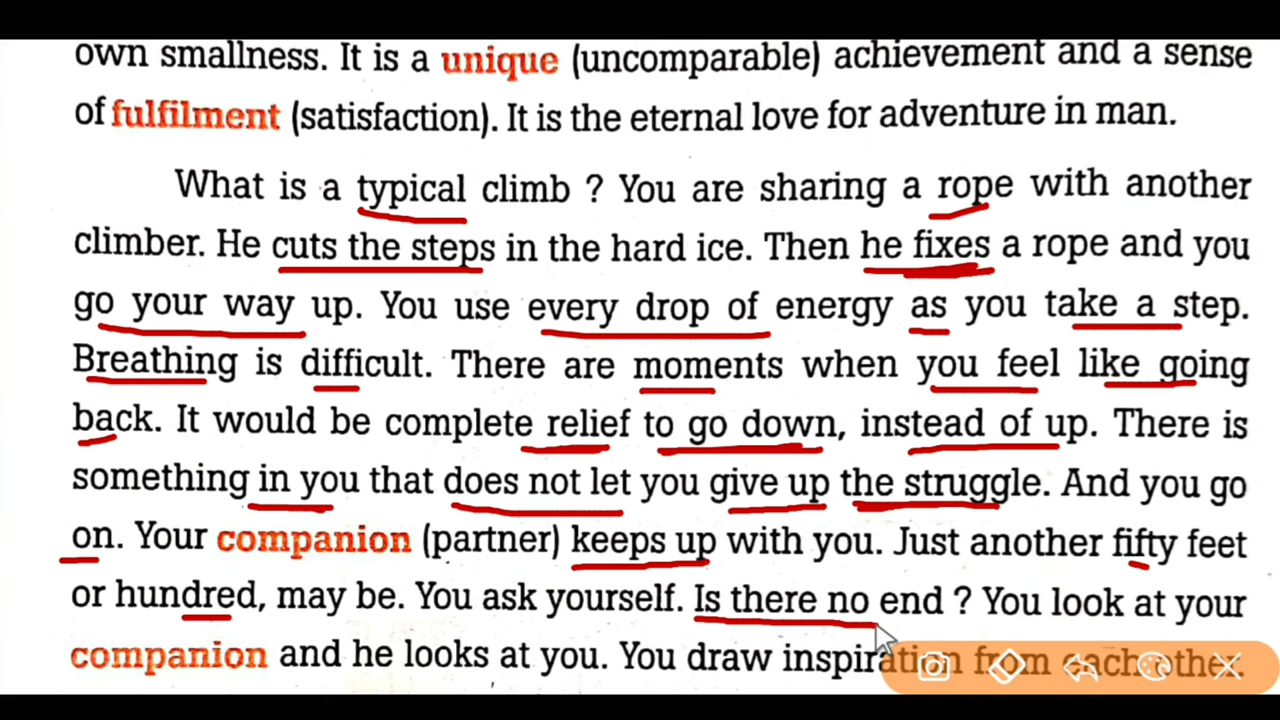 own smallness. It is a unique (uncomparable) achievement and a sense
of fulfilment (satisfaction). It is the eternal love for adventure in man.
What is a typical climb ? You are sharing a rope with another
climber. He cuts the steps in the hard ice. Then he fixes a rope and you
go your way up. You use every drop of energy as you take a step.
Breathing is difficult. There are moments when you feel like going
back. It would be complete relief to go down, instead of up. There is
something in you that does not let you give up the struggle. And you go
on. Your companion (partner) keeps up with you. Just another fifty feet
or hundred, may be. You ask yourself. Is there no end ? You look at your
companion and he looks at you. You draw inspiration from each other.